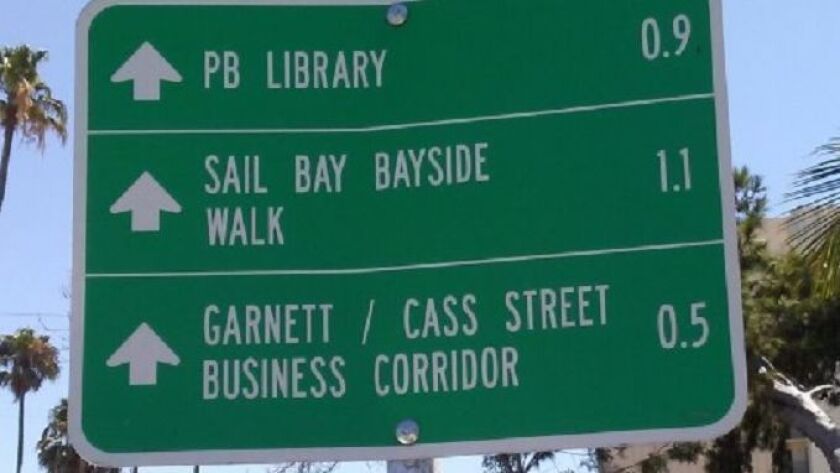 PB LIBRARY 0.9
SAIL BAY BAYSIDE 1.1
WALK
GARNETT / CASS STREET 0.5
BUSINESS CORRIDOR